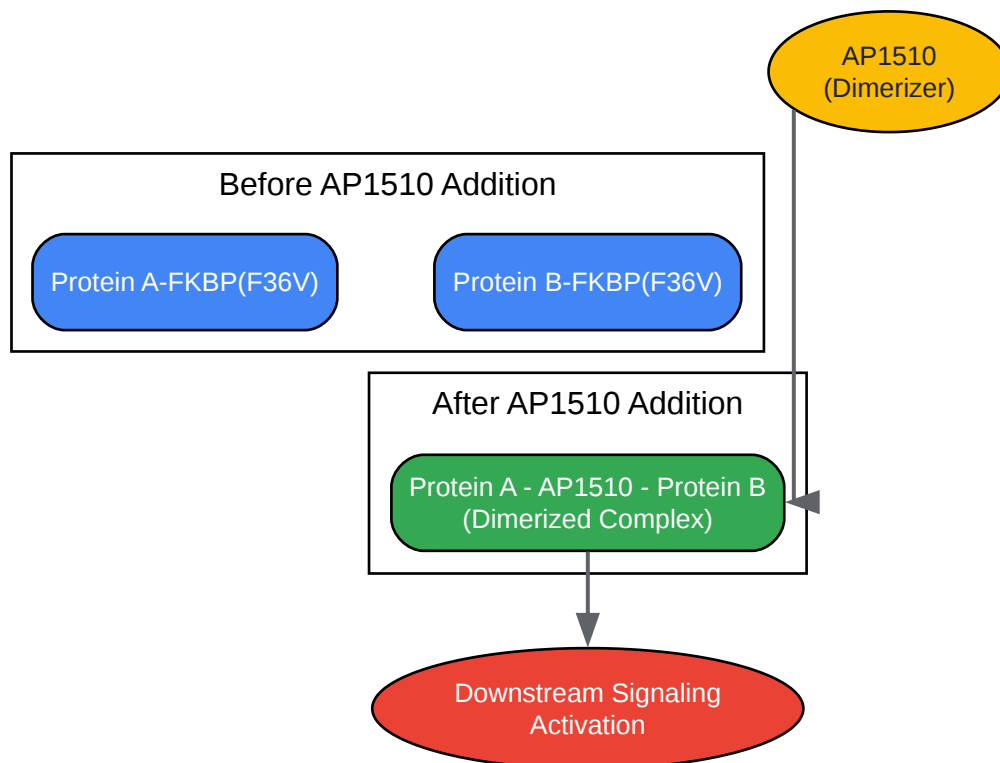 AP1510
(Dimerizer)
Before AP1510 Addition
Protein A-FKBP(F36V)
Protein B-FKBP(F36V)
After AP1510 Addition
Protein A - AP1510 - Protein B
(Dimerized Complex)
Downstream Signaling
Activation